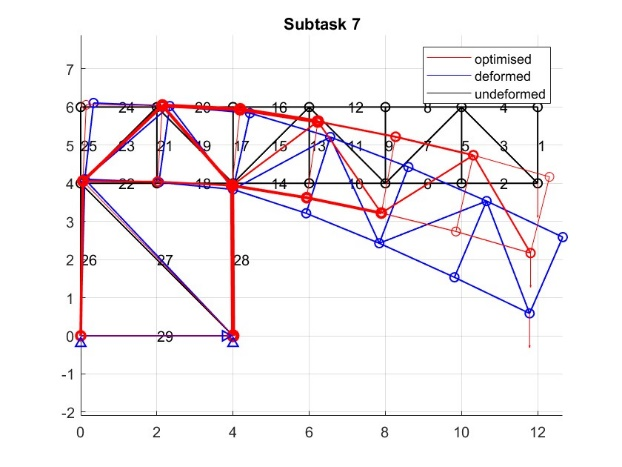 Subtask 7
optimised
deformed
undeformed
7
6
5
4
3
2
1
0
-1
-2
24 20 16 12 8 4
25 23 21 19 17 15 13 11 9 7 5 3 1
22 18 14 10 6 2
26 27 28
29
0 2 4 6 8 10 12